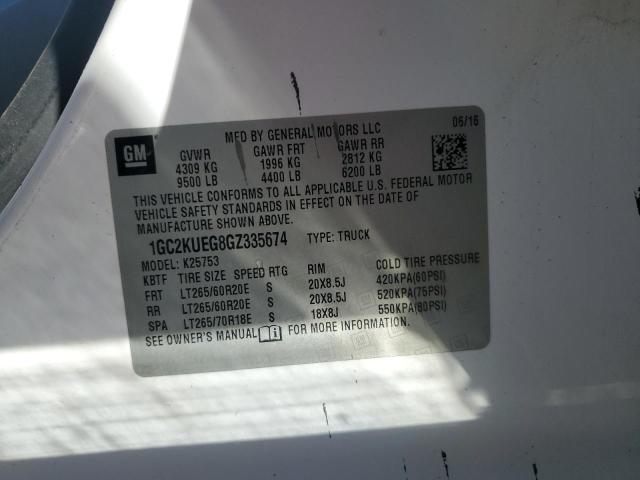 MFD BY GENERAL MOTORS LLC 06/16
GM GVWR GAWR FRT GAWR RR
4309 KG 1996 KG 2812 KG
9500 LB 4400 LB 6200 LB
THIS VEHICLE CONFORMS TO ALL APPLICABLE U.S. FEDERAL MOTOR
VEHICLE SAFETY STANDARDS IN EFFECT ON THE DATE OF
MANUFACTURE SHOWN ABOVE.
1GC2KUEG8GZ335674 TYPE: TRUCK
MODEL: K25753
KBTF TIRE SIZE SPEED RTG RIM COLD TIRE PRESSURE
FRT LT265/60R20E S 20X8.5J 420KPA(60PSI)
RR LT265/60R20E S 20X8.5J 520KPA(75PSI)
SPA LT265/70R18E S 18X8J 550KPA(80PSI)
SEE OWNER'S MANUAL FOR MORE INFORMATION.